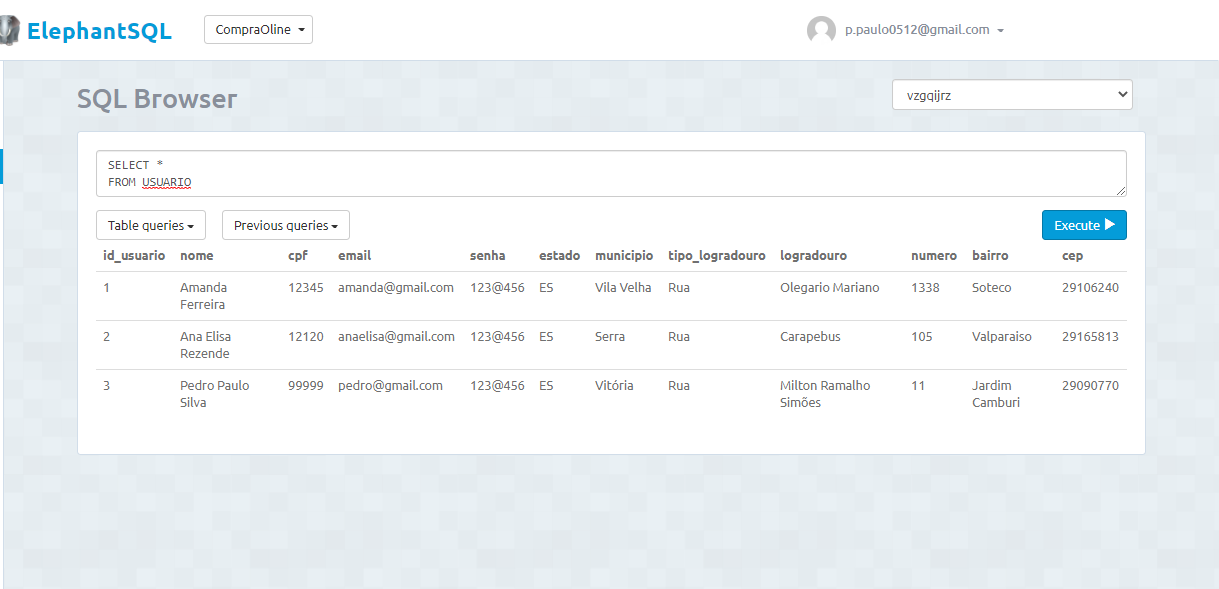 ElephantSQL CompraOline p.paulo0512@gmail.com
SQL Browser vzgqijrz
SELECT *
FROM USUARIO
Table queries Previous queries Execute
id_usuario nome cpf email senha estado municipio tipo_logradouro logradouro numero bairro cep
1 Amanda Ferreira 12345 amanda@gmail.com 123@456 ES Vila Velha Rua Olegario Mariano 1338 Soteco 29106240
2 Ana Elisa Rezende 12120 anaelisa@gmail.com 123@456 ES Serra Rua Carapebus 105 Valparaiso 29165813
3 Pedro Paulo Silva 99999 pedro@gmail.com 123@456 ES Vitória Rua Milton Ramalho Simões 11 Jardim Camburi 29090770